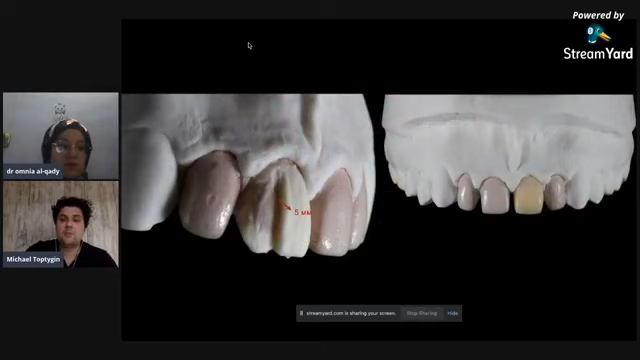 Powered by
StreamYard
dr omnia al-qady
5 мм
Michael Toptygin
streamyard.com is sharing your screen.
Stop Sharing
Hide